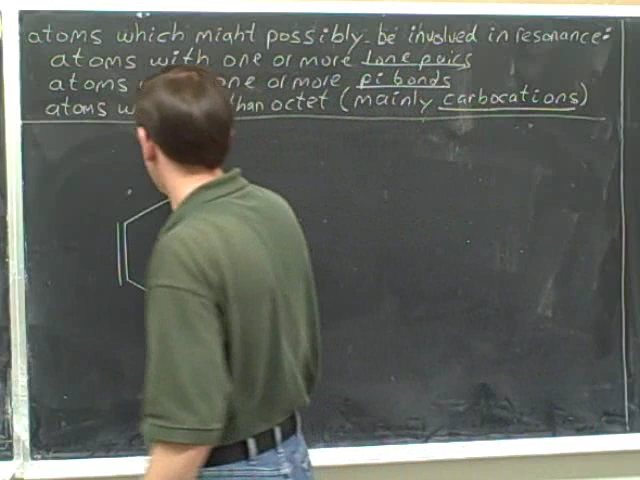 atoms which might possibly be involved in resonance:
atoms with one or more lone pairs
atoms one or more pi bonds
atoms than octet (mainly carbocations)